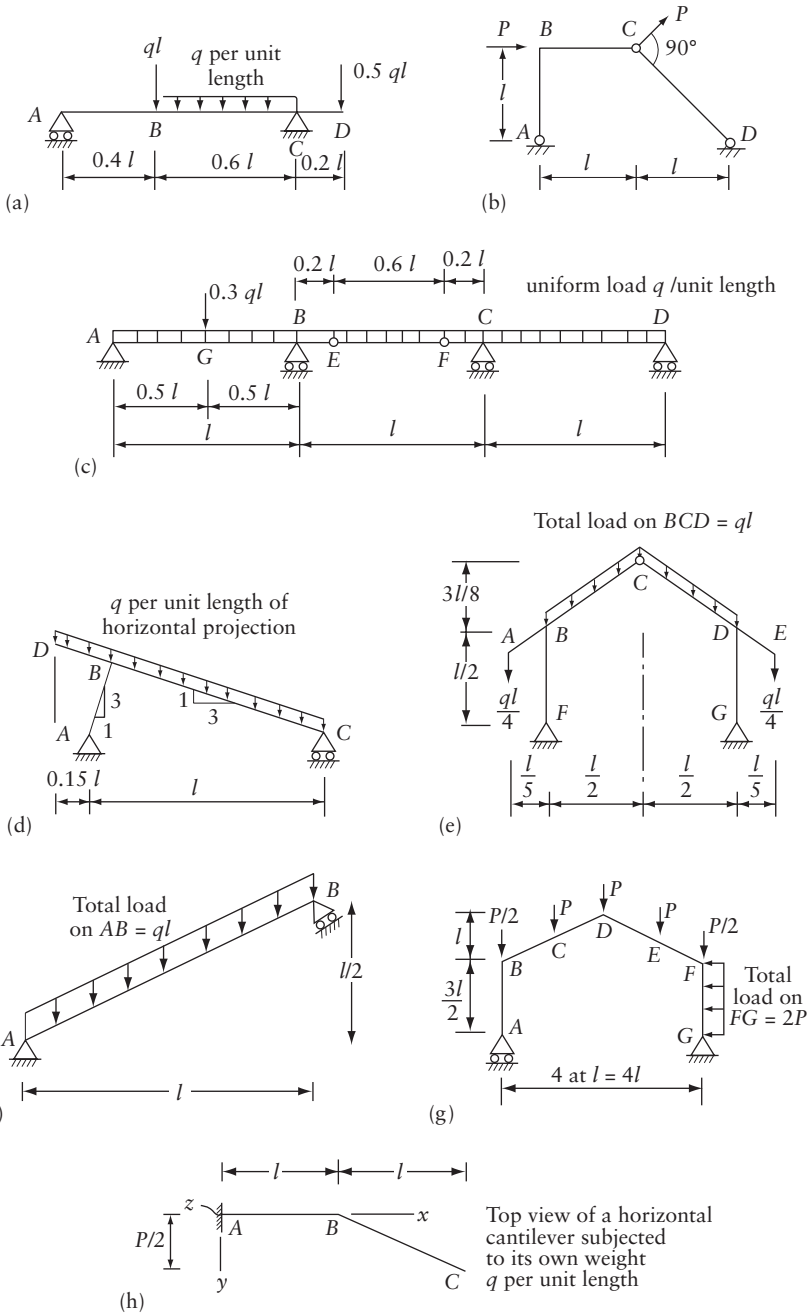 ql
q per unit
length
0.5 ql
A
B
C
D
0.4 l
0.6 l
0.2 l
(a)
P
B
C
P
90°
l
A
D
l
l
(b)
0.2 l
0.6 l
0.2 l
0.3 ql
uniform load q /unit length
A
B
C
D
G
E
F
0.5 l
0.5 l
l
l
l
(c)
q per unit length of
horizontal projection
D
B
3
1
1
3
A
C
0.15 l
l
(d)
Total load on BCD = ql
3l/8
C
A
B
D
E
l/2
ql/4
F
G
ql/4
l/5
l/2
l/2
l/5
(e)
Total load
on AB = ql
B
l/2
A
l
)
P/2
P
P
P
P/2
l
D
C
E
B
F
3l/2
A
G
Total
load on
FG = 2P
4 at l = 4l
(g)
l
l
z
A
B
x
P/2
y
C
Top view of a horizontal
cantilever subjected
to its own weight
q per unit length
(h)